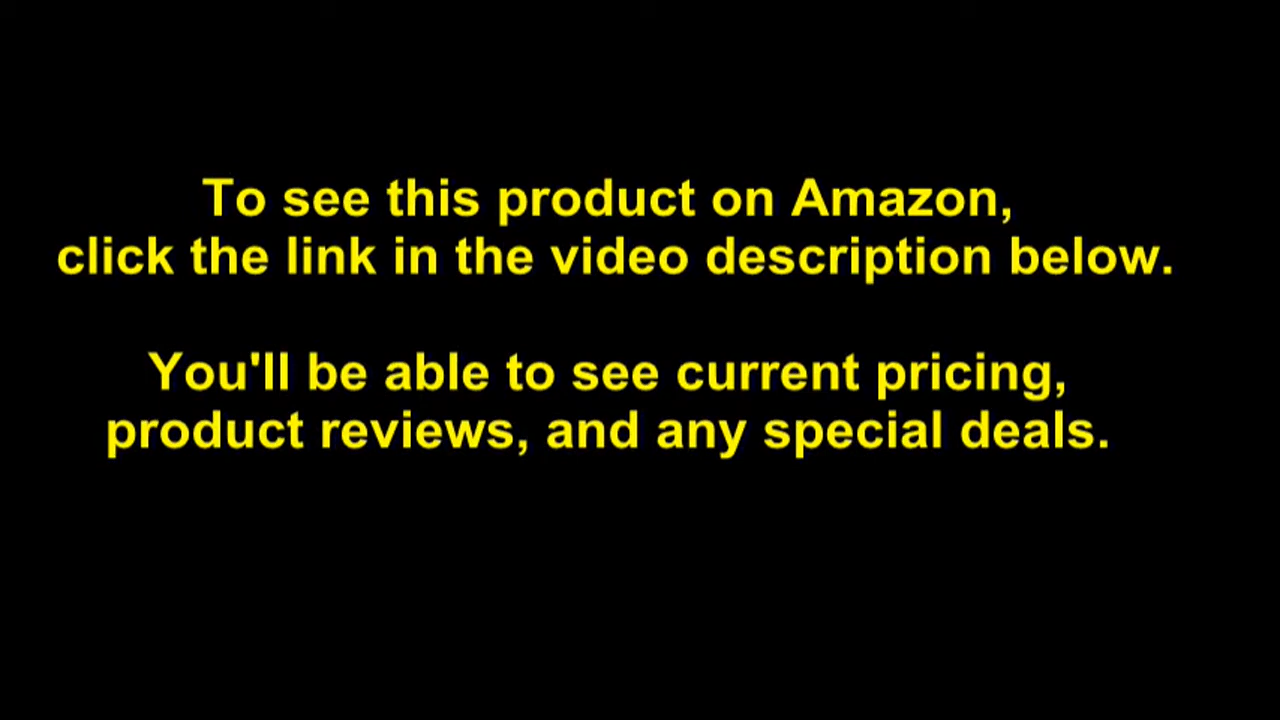 To see this product on Amazon,
click the link in the video description below.
You'll be able to see current pricing,
product reviews, and any special deals.